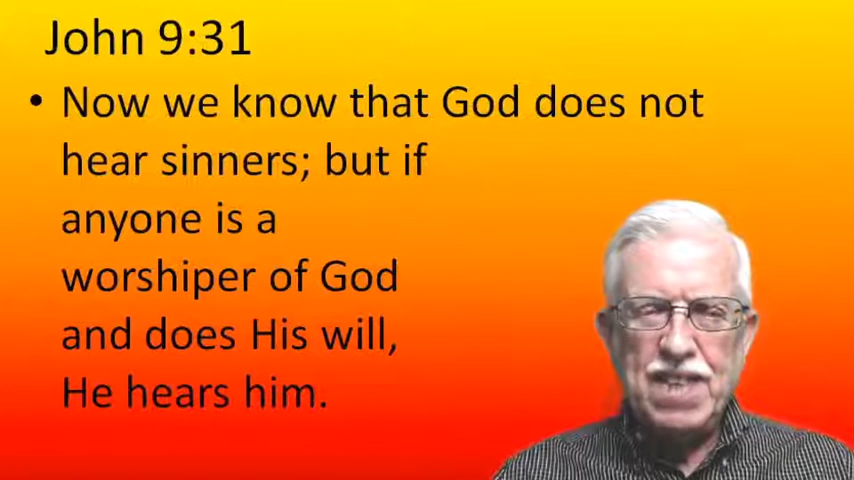 John 9:31
• Now we know that God does not
hear sinners; but if
anyone is a
worshiper of God
and does His will,
He hears him.